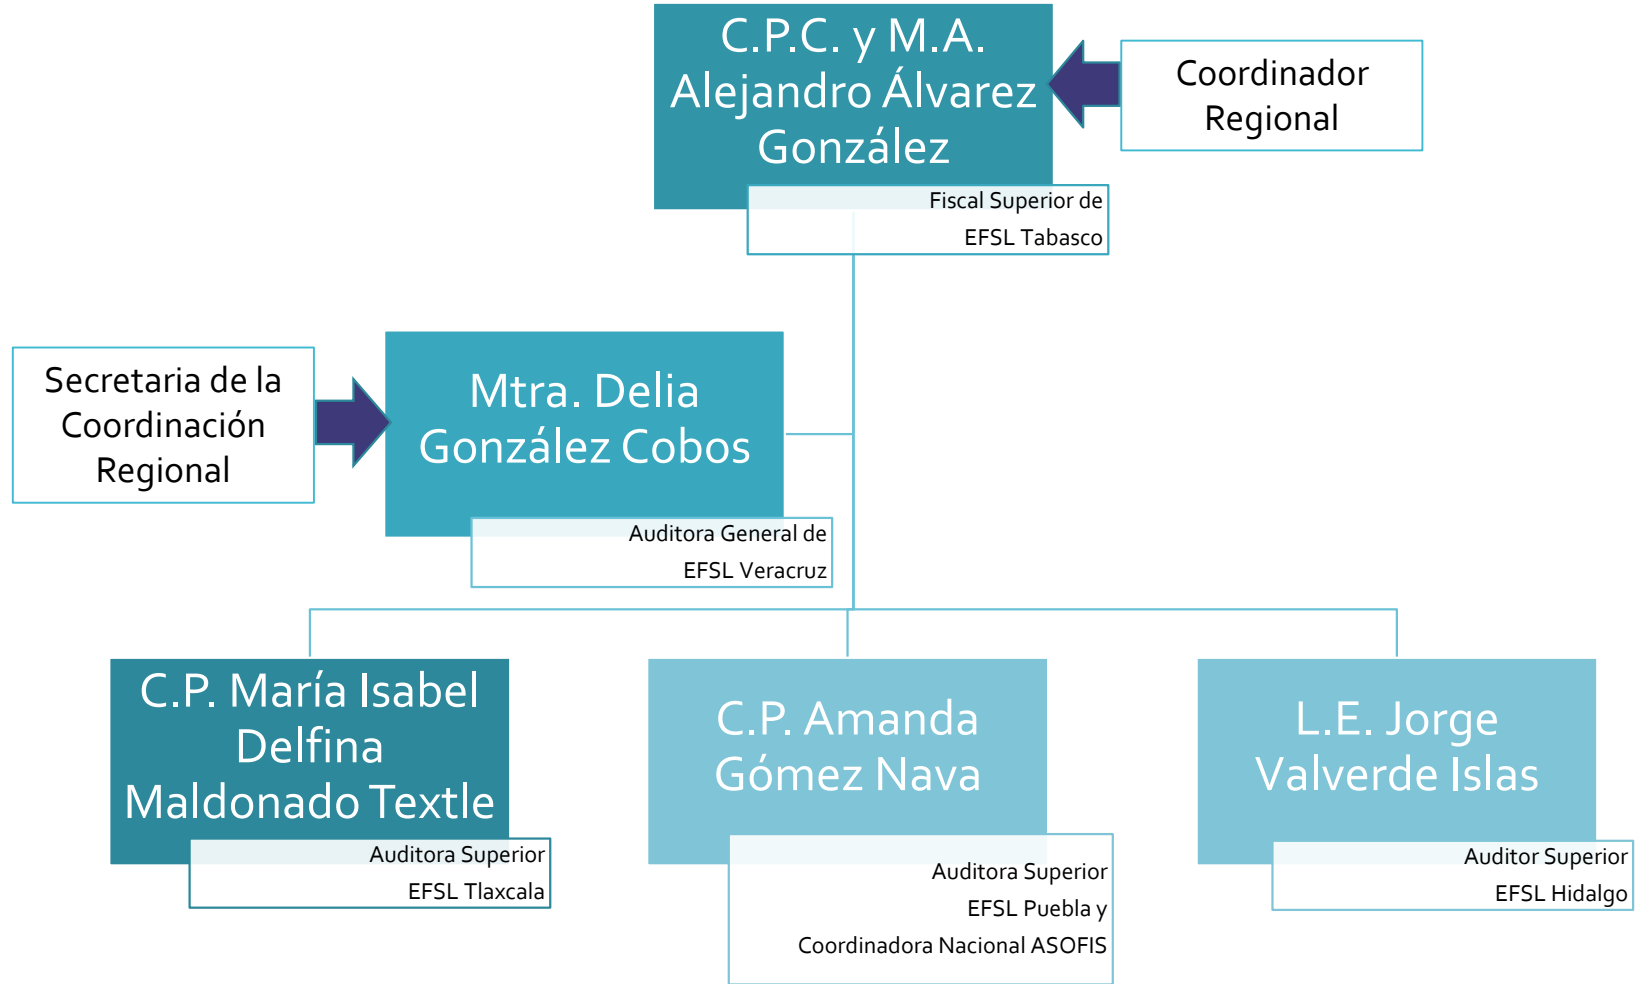 C.P.C. y M.A.
Alejandro Álvarez
González
Coordinador
Regional
Fiscal Superior de
EFSL Tabasco
Secretaria de la
Coordinación
Regional
Mtra. Delia
González Cobos
Auditora General de
EFSL Veracruz
C.P. María Isabel
Delfina
Maldonado Textle
Auditora Superior
EFSL Tlaxcala
C.P. Amanda
Gómez Nava
Auditora Superior
EFSL Puebla y
Coordinadora Nacional ASOFIS
L.E. Jorge
Valverde Islas
Auditor Superior
EFSL Hidalgo